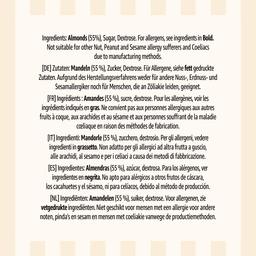 Ingredients: Almonds (55%), Sugar, Dextrose. For allergens, see ingredients in Bold.
Not suitable for other Nut, Peanut and Sesame allergy sufferers and Coeliacs
due to manufacturing methods.
[DE] Zutaten: Mandeln (55 %), Zucker, Dextrose. Für Allergene, siehe fett gedruckte
Zutaten. Aufgrund des Herstellungsverfahrens weder für andere Nuss-, Erdnuss- und
Sesamallergiker noch für Menschen, die an Zöliakie leiden, geeignet.
[FR] Ingrédients : Amandes (55 %), sucre, dextrose. Pour les allergènes, voir les
ingrédients indiqués en gras. Ne convient pas aux personnes allergiques aux autres
fruits à coque, aux arachides et au sésame et aux personnes souffrant de la maladie
cœliaque en raison des méthodes de fabrication.
[IT] Ingredienti: Mandorle (55 %), zucchero, destrosio. Per gli allergeni, vedere
ingredienti in grassetto. Non adatto per gli allergici ad altra frutta a guscio,
alle arachidi, al sesamo e per i celiaci a causa dei metodi di fabbricazione.
[ES] Ingredientes: Almendras (55 %), azúcar, dextrosa. Para los alérgenos, ver
ingredientes en negrita. No apto para alérgicos a otros frutos de cáscara,
los cacahuetes y el sésamo, ni para celíacos, debido al método de producción.
[NL] Ingrediënten: Amandelen (55 %), suiker, dextrose. Voor allergenen, zie
vetgedrukte ingrediënten. Niet geschikt voor mensen met een allergie voor andere
noten, pinda's en sesam en mensen met coeliakie vanwege de productiemethoden.